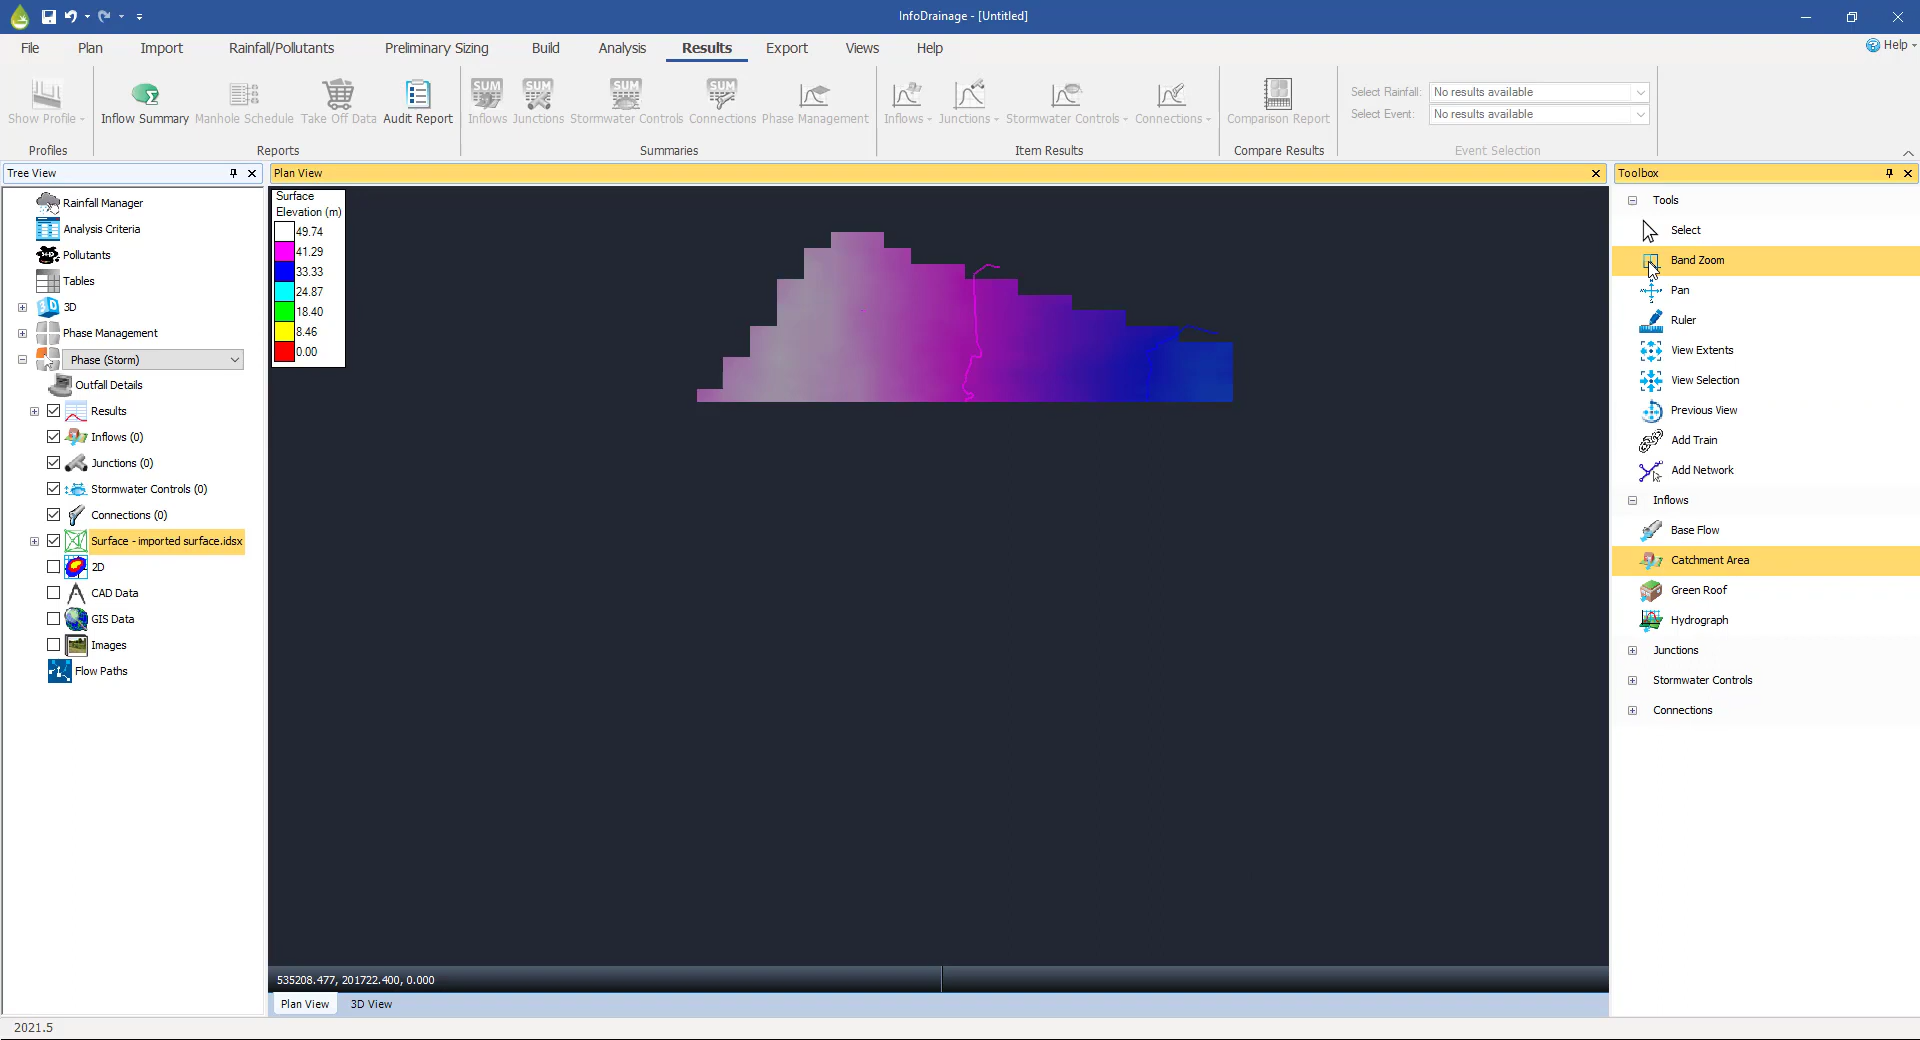 InfoDrainage - [Untitled]
File
Plan
Import
Rainfall/Pollutants
Preliminary Sizing
Build
Analysis
Results
Export
Views
Help
Help
Show Profile
Profiles
Inflow Summary
Manhole Schedule
Take Off Data
Audit Report
Reports
SUM
SUM
SUM
SUM
Inflows
Junctions
Stormwater Controls
Connections
Phase Management
Summaries
Inflows
Junctions
Stormwater Controls
Connections
Item Results
Comparison Report
Compare Results
Select Rainfall:
No results available
Select Event:
No results available
Event Selection
Tree View
Rainfall Manager
Analysis Criteria
Pollutants
Tables
3D
Phase Management
Phase (Storm)
Outfall Details
Results
Inflows (0)
Junctions (0)
Stormwater Controls (0)
Connections (0)
Surface - imported surface.idsx
2D
CAD Data
GIS Data
Images
Flow Paths
Plan View
Surface
Elevation (m)
49.74
41.29
33.33
24.87
18.40
8.46
0.00
535208.477, 201722.400, 0.000
Plan View
3D View
Toolbox
Tools
Select
Band Zoom
Pan
Ruler
View Extents
View Selection
Previous View
Add Train
Add Network
Inflows
Base Flow
Catchment Area
Green Roof
Hydrograph
Junctions
Stormwater Controls
Connections
2021.5